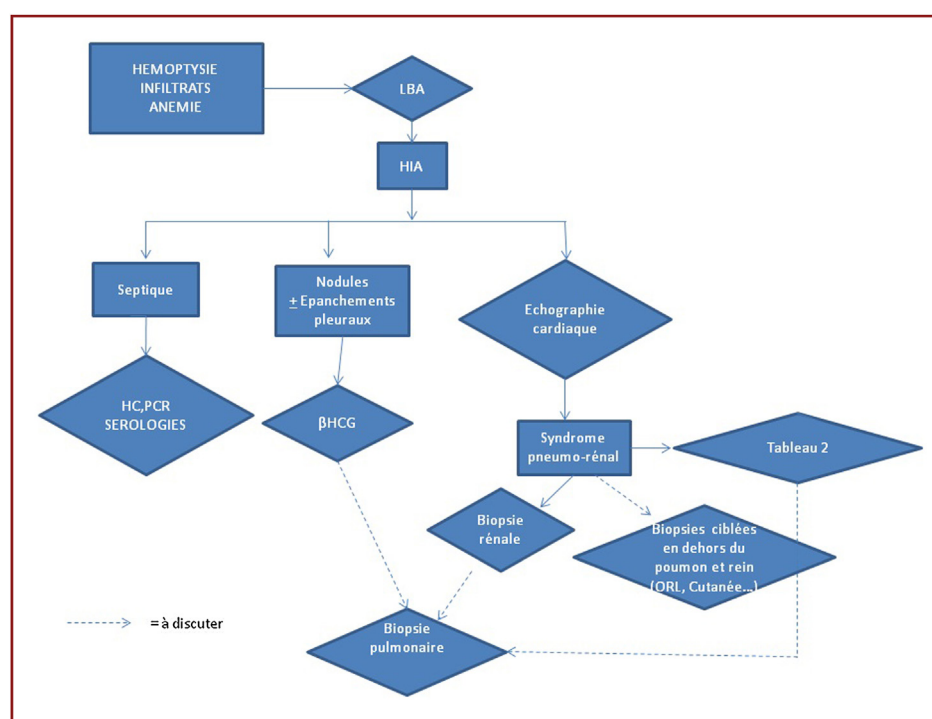 HEMOPTYSIE
INFILTRATS
ANEMIE
LBA
HIA
Septique
Nodules
± Epanchements
pleuraux
Echographie
cardiaque
HC,PCR
SEROLOGIES
βHCG
Syndrome
pneumo-rénal
Tableau 2
Biopsie
rénale
Biopsies ciblées
en dehors du
poumon et rein
(ORL, Cutanée...)
= à discuter
Biopsie
pulmonaire